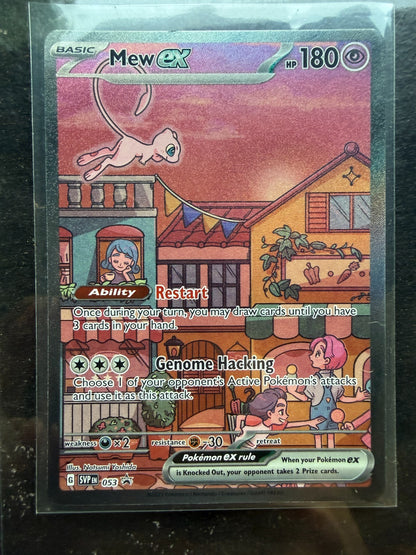 BASIC
Mew ex
HP 180
Ability Restart
Once during your turn, you may draw cards until you have
3 cards in your hand.
Genome Hacking
Choose 1 of your opponent's Active Pokémon's attacks
and use it as this attack.
weakness ×2 resistance -30 retreat
Pokémon ex rule
When your Pokémon ex
is Knocked Out, your opponent takes 2 Prize cards.
Illus. Natsumi Yoshida
G SVP EN 053